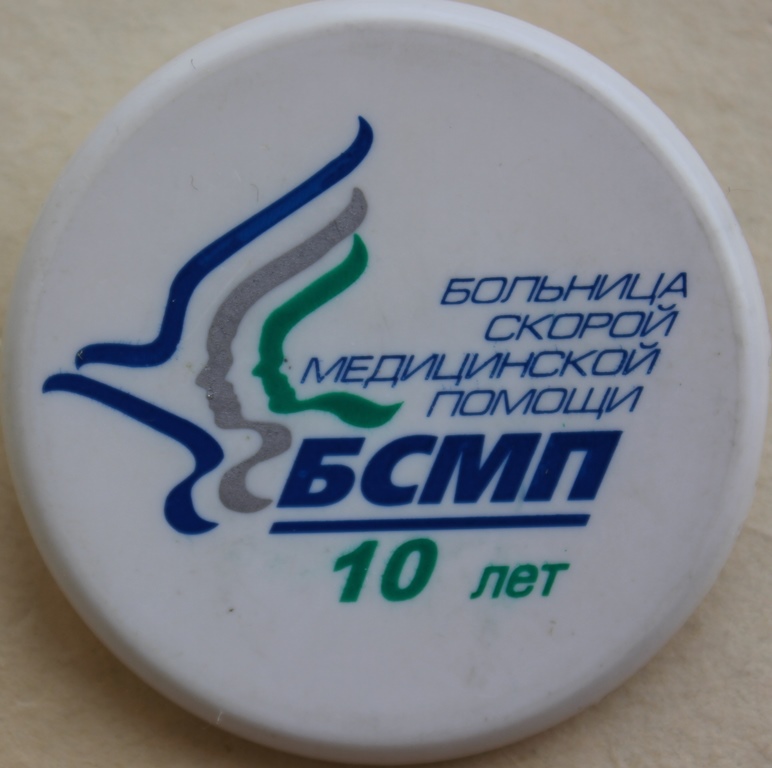 БОЛЬНИЦА
СКОРОЙ
МЕДИЦИНСКОЙ
ПОМОЩИ
БСМП
10 лет